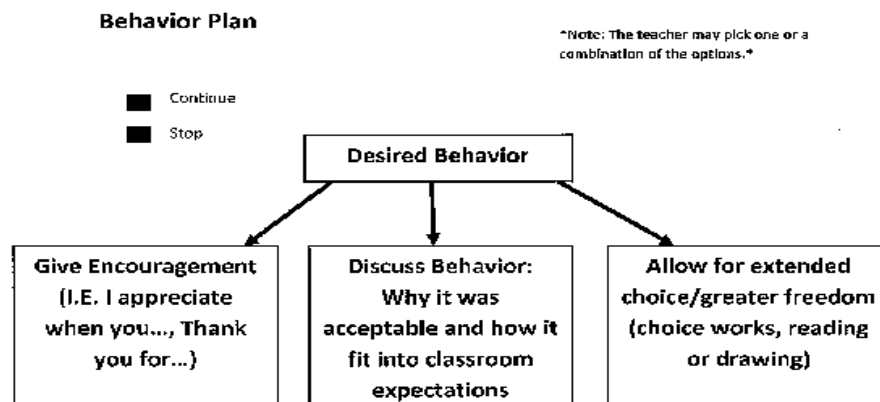 Behavior Plan
*Note: The teacher may pick one or a
combination of the options.*
Continue
Stop
Desired Behavior
Give Encouragement
(I.E. I appreciate
when you..., Thank
you for...)
Discuss Behavior:
Why it was
acceptable and how it
fit into classroom
expectations
Allow for extended
choice/greater freedom
(choice works, reading
or drawing)